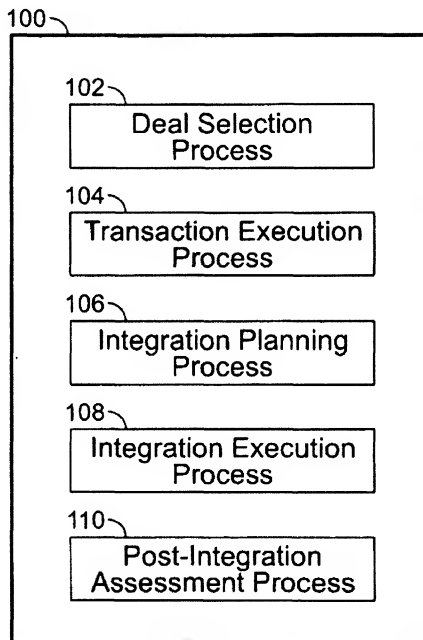 100
102
Deal Selection
Process
104
Transaction Execution
Process
106
Integration Planning
Process
108
Integration Execution
Process
110
Post-Integration
Assessment Process